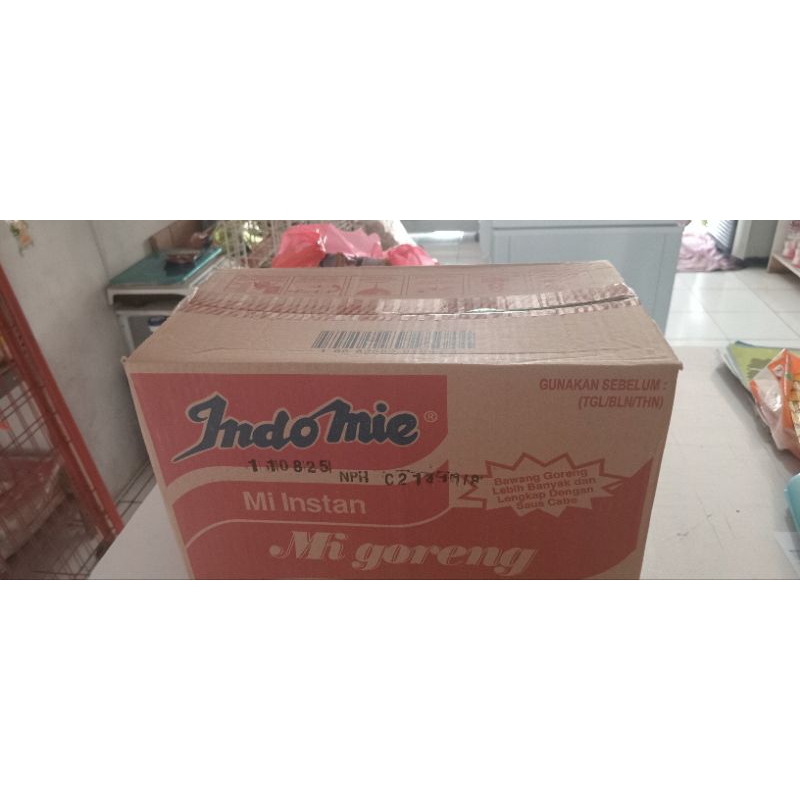 GUNAKAN SEBELUM :
(TGL/BLN/THN)
Indomie®
110825 NPH
Mi Instan
Bawang Goreng
Lebih Banyak dan
Lengkap Dengan
Saus Cabe
Mi goreng